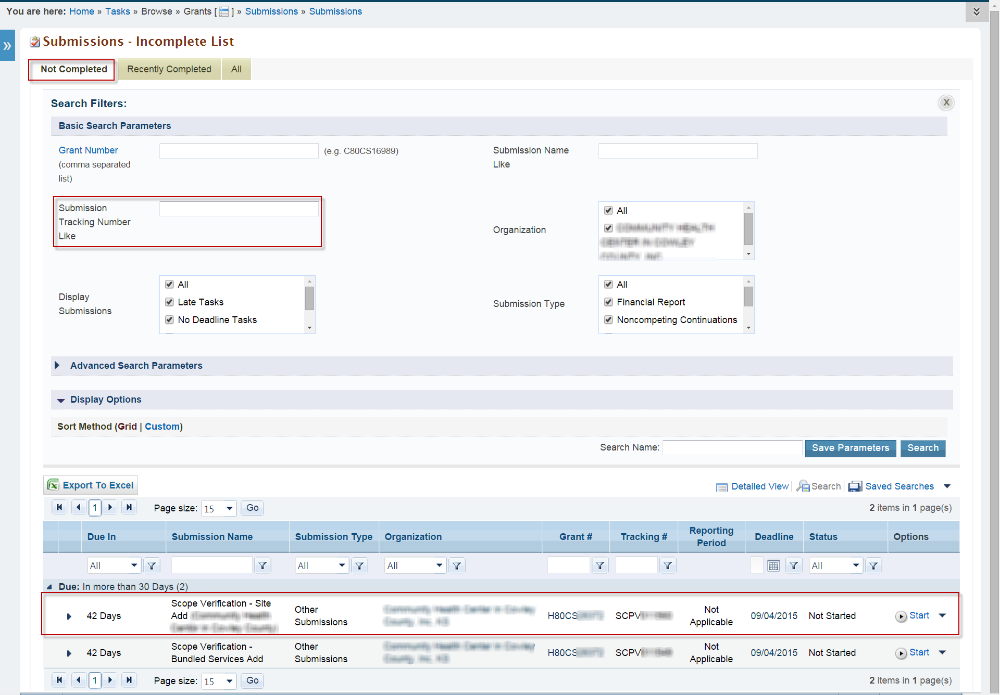 You are here: Home » Tasks » Browse » Grants [ ] » Submissions » Submissions
Submissions - Incomplete List
Not Completed Recently Completed All
Search Filters:
X
Basic Search Parameters
Grant Number
(comma separated
list)
(e.g. C80CS16989)
Submission Name
Like
Submission
Tracking Number
Like
Organization
All
Display
Submissions
All
Late Tasks
No Deadline Tasks
Submission Type
All
Financial Report
Noncompeting Continuations
Advanced Search Parameters
Display Options
Sort Method (Grid | Custom)
Search Name: Save Parameters Search
Export To Excel
Detailed View | Search | Saved Searches
1 Page size: 15 Go 2 items in 1 page(s)
Due In Submission Name Submission Type Organization Grant # Tracking # Reporting Period Deadline Status Options
All All All All
Due: In more than 30 Days (2)
42 Days
Scope Verification - Site
Add
Other
Submissions
H80CS
SCPV
Not
Applicable
09/04/2015
Not Started
Start
42 Days
Scope Verification -
Bundled Services Add
Other
Submissions
H80CS
SCPV
Not
Applicable
09/04/2015
Not Started
Start
1 Page size: 15 Go 2 items in 1 page(s)